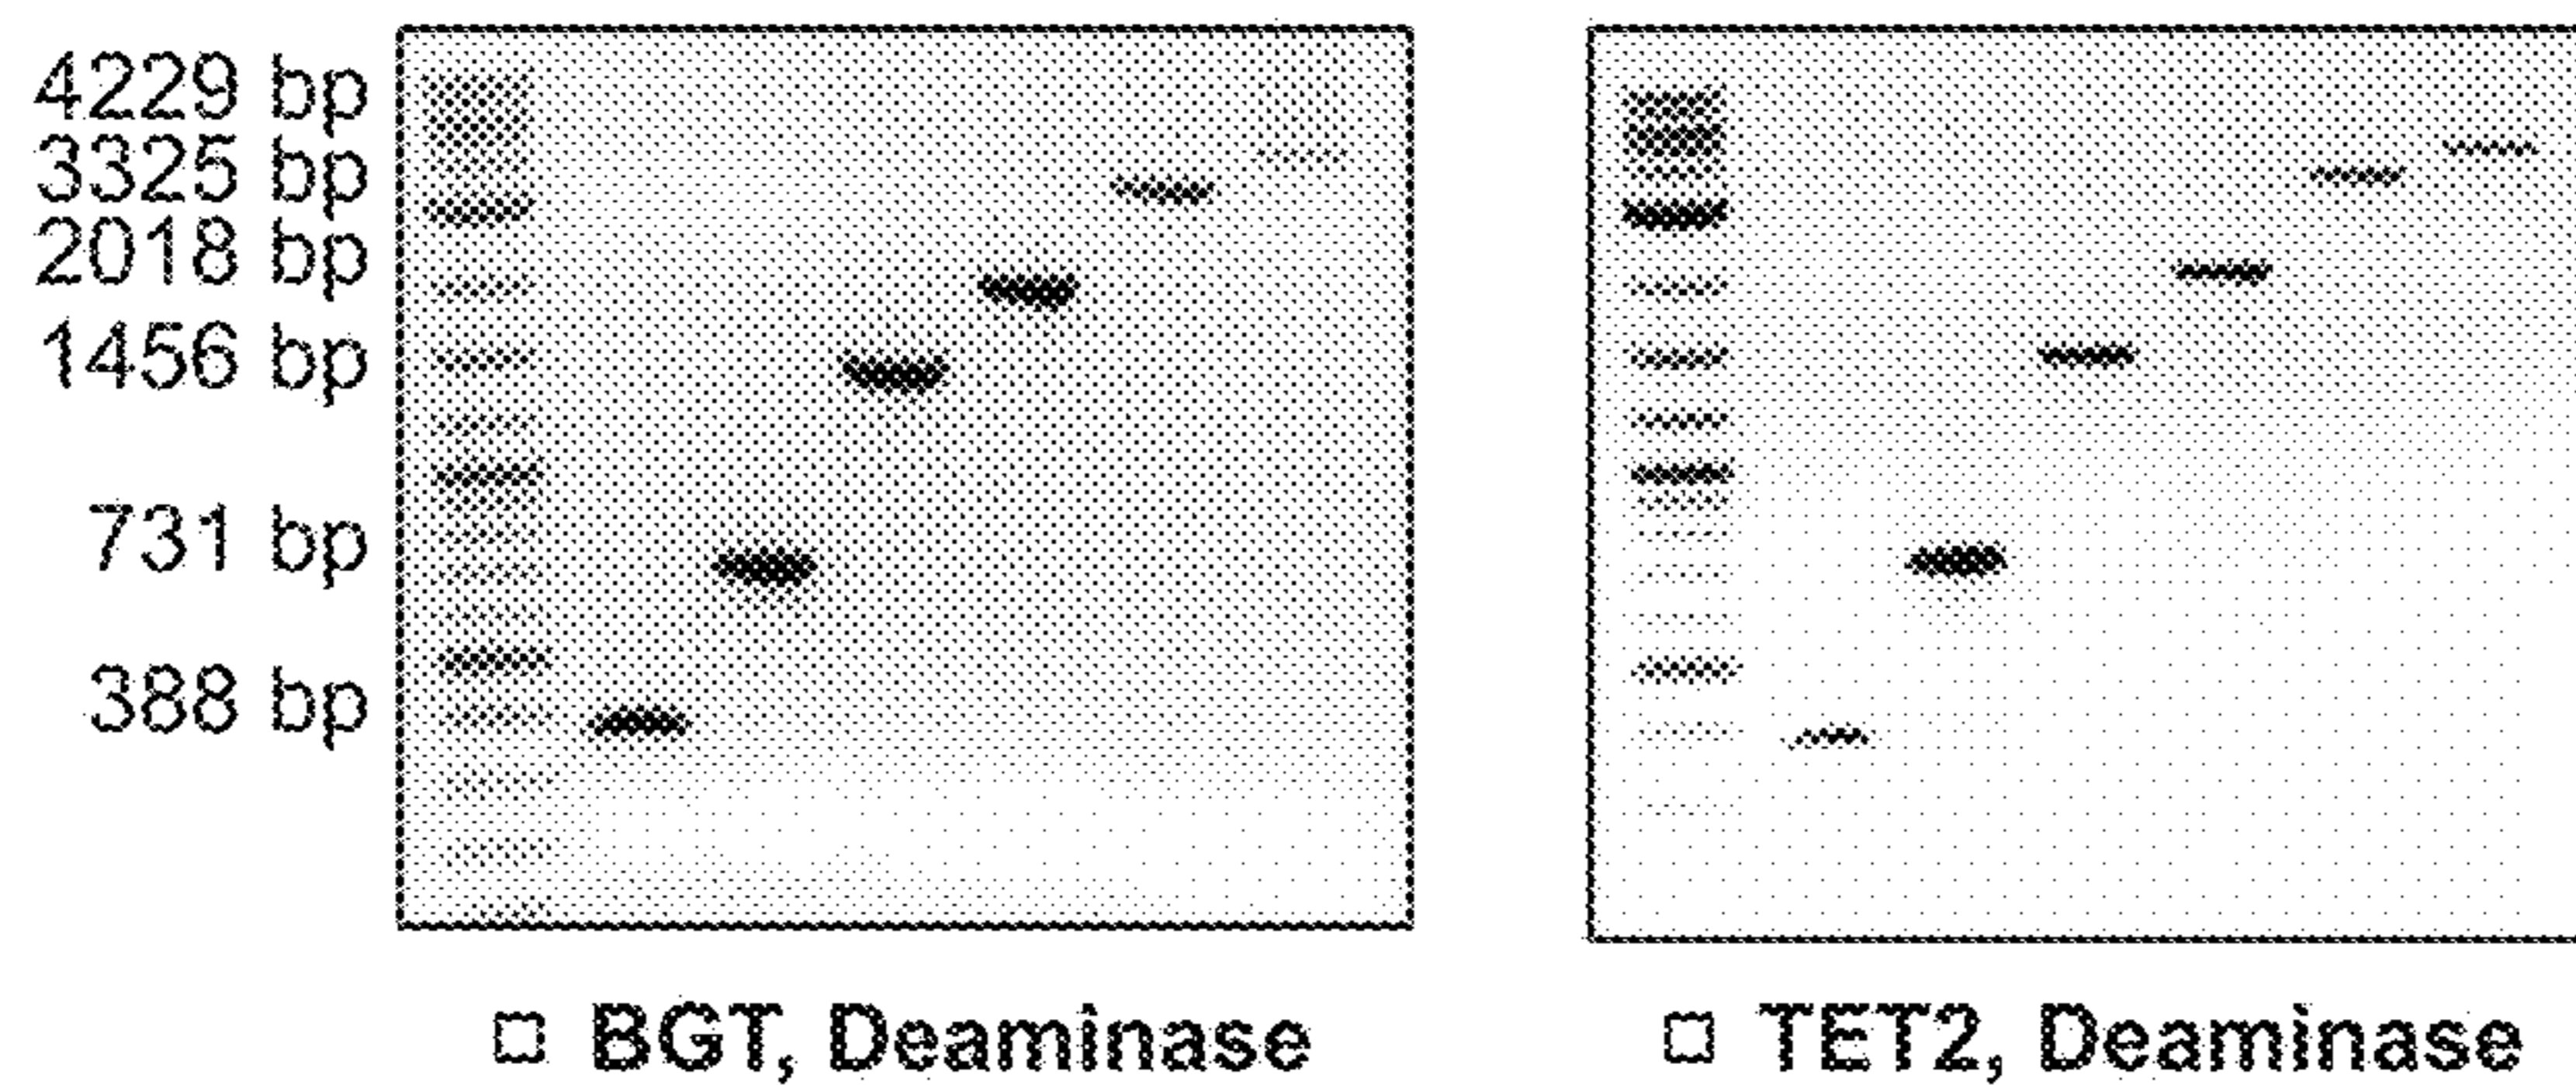 4229 bp
3325 bp
2018 bp
1456 bp
731 bp
388 bp
□ BGT, Deaminase
□ TET2, Deaminase